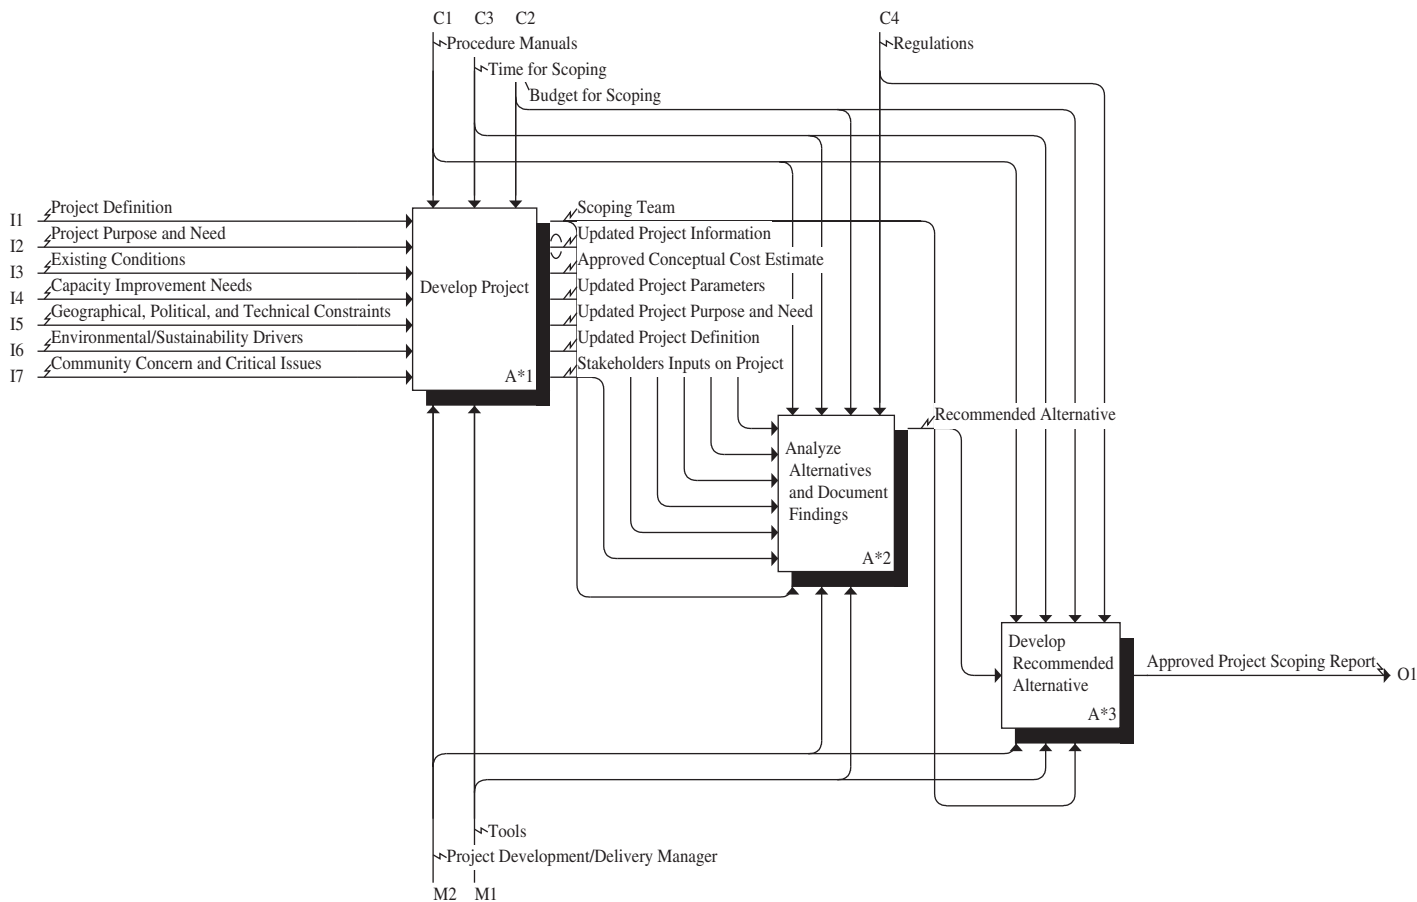 C1 C3 C2 C4
Procedure Manuals
Regulations
Time for Scoping
Budget for Scoping
I1 Project Definition
I2 Project Purpose and Need
I3 Existing Conditions
I4 Capacity Improvement Needs
I5 Geographical, Political, and Technical Constraints
I6 Environmental/Sustainability Drivers
I7 Community Concern and Critical Issues
Develop Project
A*1
Scoping Team
Updated Project Information
Approved Conceptual Cost Estimate
Updated Project Parameters
Updated Project Purpose and Need
Updated Project Definition
Stakeholders Inputs on Project
Recommended Alternative
Analyze
Alternatives
and Document
Findings
A*2
Develop
Recommended
Alternative
A*3
Approved Project Scoping Report
O1
Tools
Project Development/Delivery Manager
M2 M1